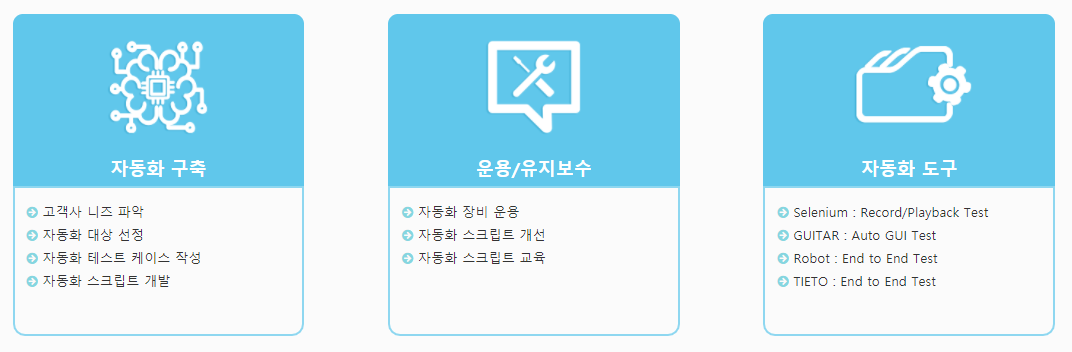 자동화 구축
고객사 니즈 파악
자동화 대상 선정
자동화 테스트 케이스 작성
자동화 스크립트 개발
운용/유지보수
자동화 장비 운용
자동화 스크립트 개선
자동화 스크립트 교육
자동화 도구
Selenium : Record/Playback Test
GUITAR : Auto GUI Test
Robot : End to End Test
TIETO : End to End Test